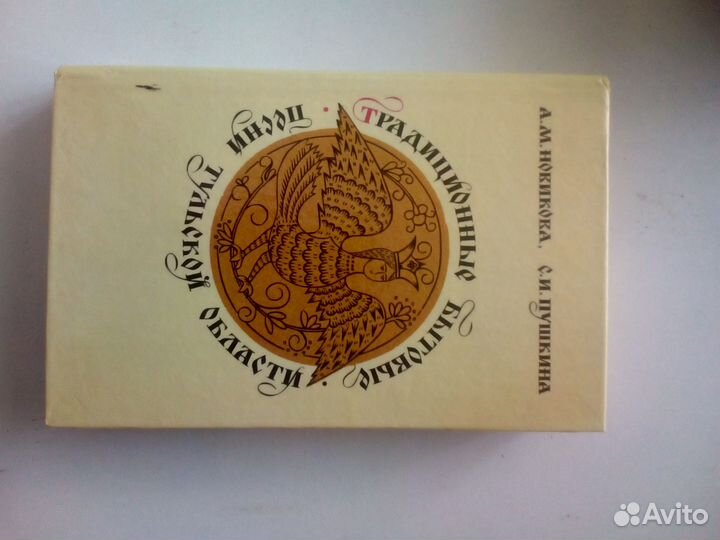 А.М. НОВИКОВА, С.И. ПУШКИНА
ТРАДИЦИОННЫЕ БЫТОВЫЕ·
ПЕСНИ ТУЛЬСКОЙ ОБЛАСТИ·
Avito